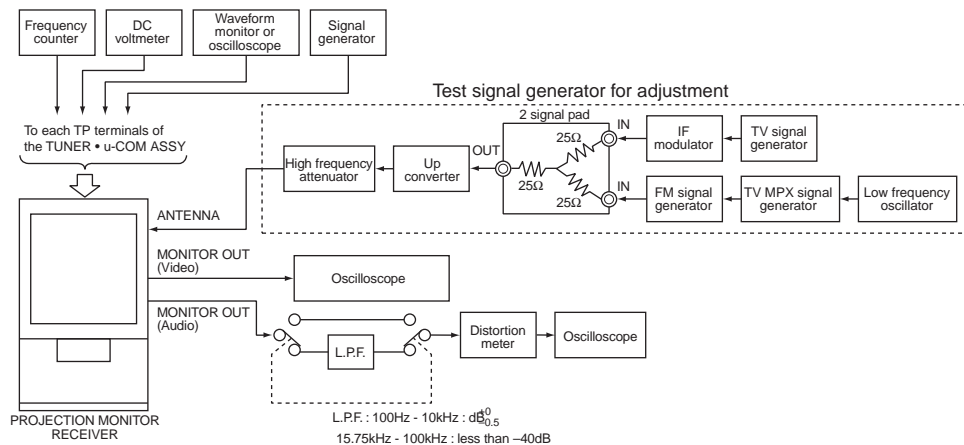 Frequency
counter
DC
voltmeter
Waveform
monitor or
oscilloscope
Signal
generator
To each TP terminals of
the TUNER • u-COM ASSY
Test signal generator for adjustment
2 signal pad
OUT
25Ω
25Ω
25Ω
IN
IN
IF
modulator
TV signal
generator
High frequency
attenuator
Up
converter
FM signal
generator
TV MPX signal
generator
Low frequency
oscillator
ANTENNA
MONITOR OUT
(Video)
Oscilloscope
MONITOR OUT
(Audio)
L.P.F.
Distortion
meter
Oscilloscope
PROJECTION MONITOR
RECEIVER
L.P.F. : 100Hz - 10kHz : dB +0 −0.5
15.75kHz - 100kHz : less than –40dB